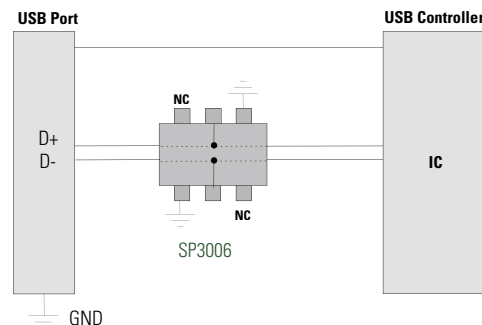 USB Port
USB Controller
NC
D+
D-
IC
NC
SP3006
GND